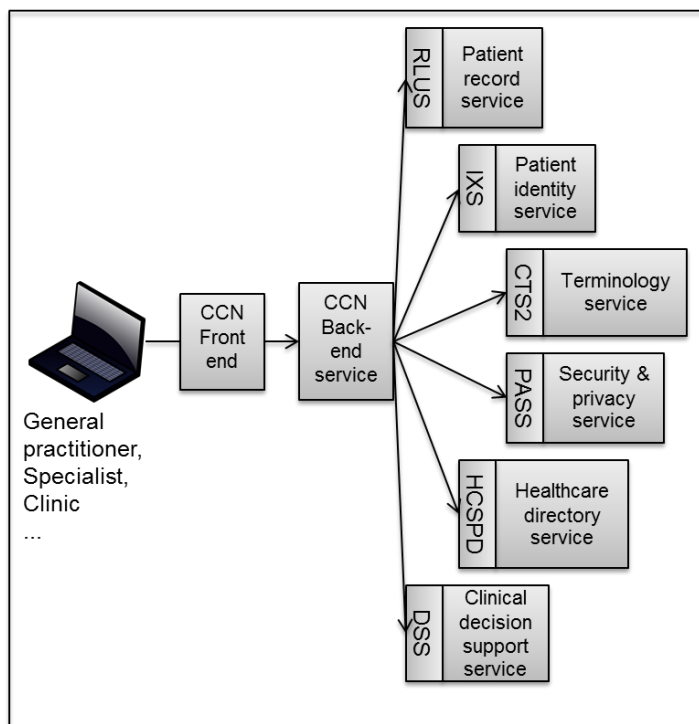 RLUS
Patient
record
service
IXS
Patient
identity
service
CTS2
Terminology
service
CCN
Front
end
CCN
Back-
end
service
PASS
Security &
privacy
service
General
practitioner,
Specialist,
Clinic
...
HCSPD
Healthcare
directory
service
DSS
Clinical
decision
support
service